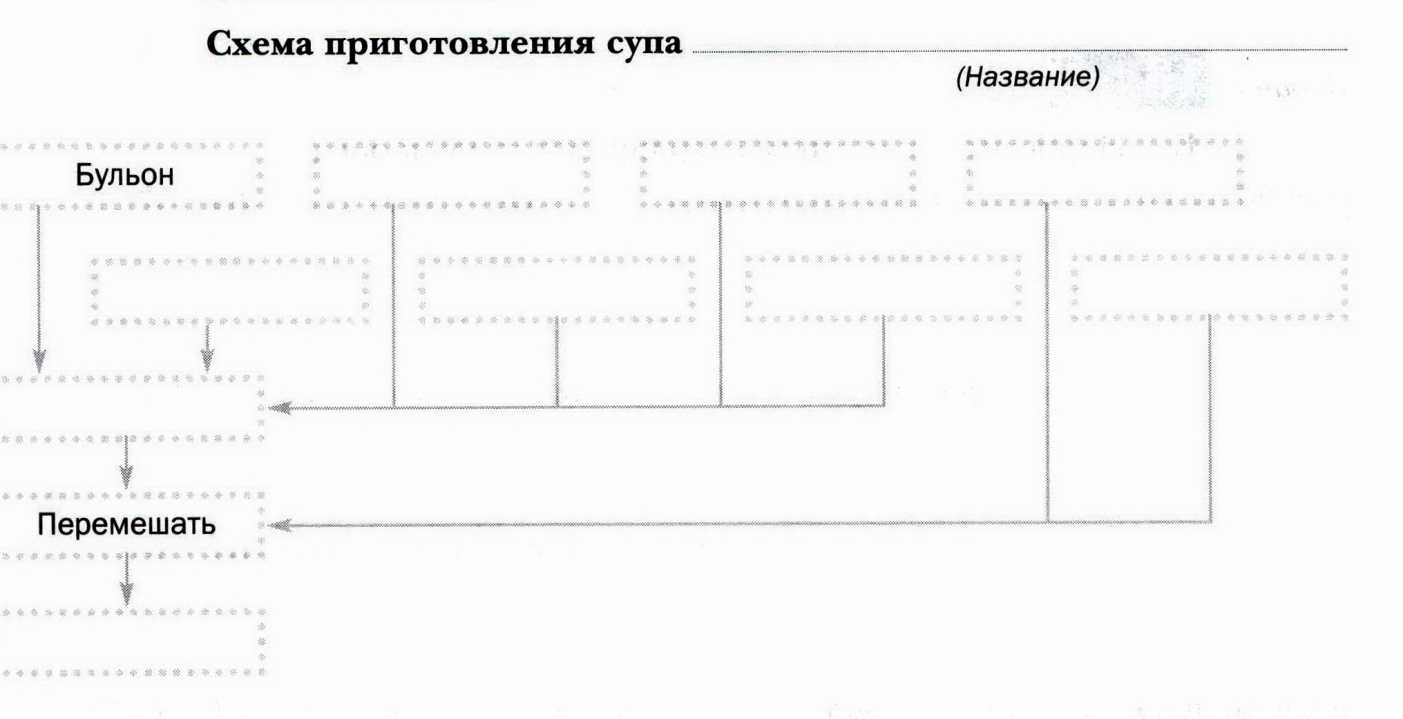 Схема приготовления супа
(Название)
Бульон
Перемешать